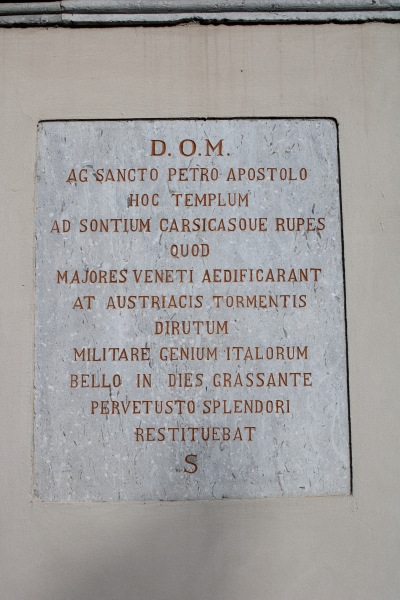 D. O. M.
AC SANCTO PETRO APOSTOLO
HOC TEMPLUM
AD SONTIUM CARSICASQUE RUPES
QUOD
MAJORES VENETI AEDIFICARANT
AT AUSTRIACIS TORMENTIS
DIRUTUM
MILITARE GENIUM ITALORUM
BELLO IN DIES GRASSANTE
PERVETUSTO SPLENDORI
RESTITUEBAT
S